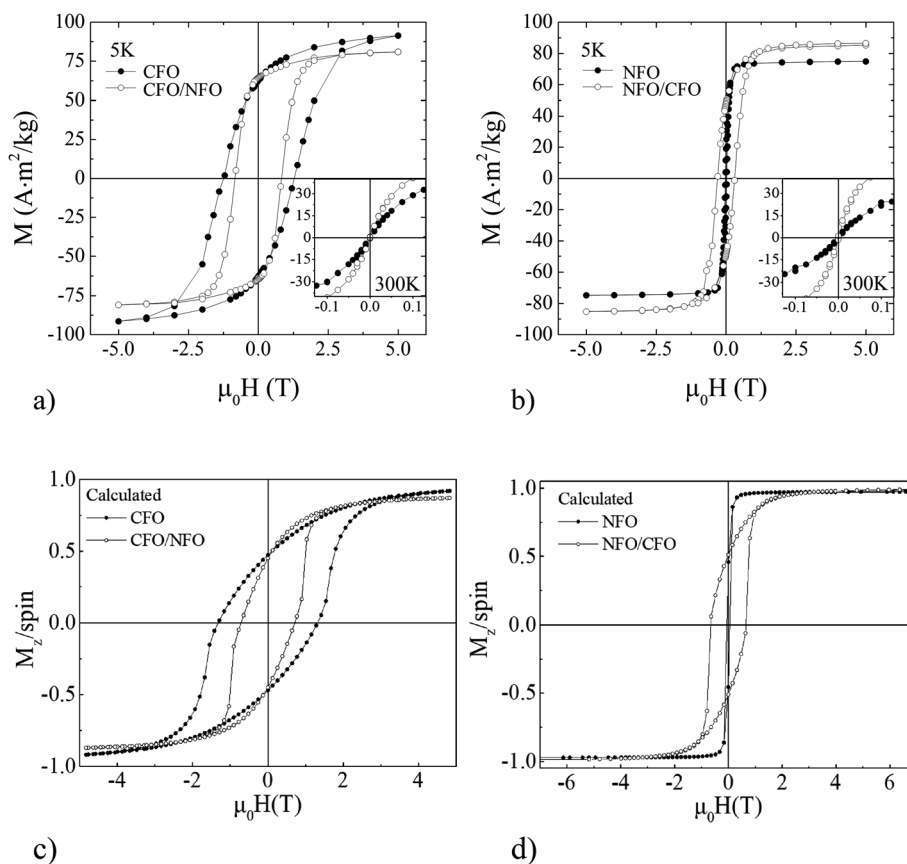 100
75
50
25
0
-25
-50
-75
-100
M (A·m²/kg)
5K
CFO
CFO/NFO
30
15
0
-15
-30
300K
-0.1 0.0 0.1
-5.0 -2.5 0.0 2.5 5.0
μ₀H (T)
a)
100
80
60
40
20
0
-20
-40
-60
-80
-100
M (A·m²/kg)
5K
NFO
NFO/CFO
30
15
0
-15
-30
300K
-0.1 0.0 0.1
-5.0 -2.5 0.0 2.5 5.0
μ₀H (T)
b)
1.0
0.5
0.0
-0.5
-1.0
M_z/spin
Calculated
CFO
CFO/NFO
-4 -2 0 2 4
μ₀H(T)
c)
1.0
0.5
0.0
-0.5
-1.0
M_z/spin
Calculated
NFO
NFO/CFO
-6 -4 -2 0 2 4 6
μ₀H(T)
d)